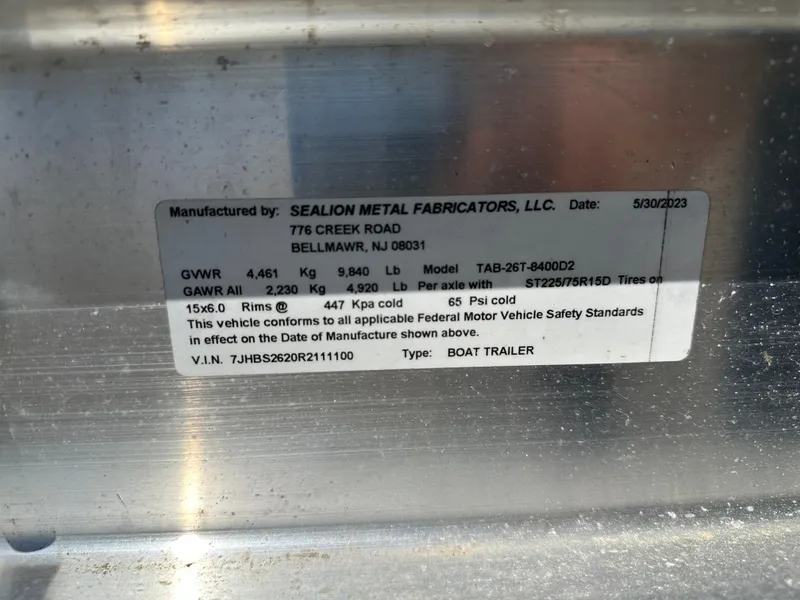 Manufactured by: SEALION METAL FABRICATORS, LLC. Date: 5/30/2023
776 CREEK ROAD
BELLMAWR, NJ 08031
GVWR 4,461 Kg 9,840 Lb Model TAB-26T-8400D2
GAWR All 2,230 Kg 4,920 Lb Per axle with ST225/75R15D Tires on
15x6.0 Rims @ 447 Kpa cold 65 Psi cold
This vehicle conforms to all applicable Federal Motor Vehicle Safety Standards
in effect on the Date of Manufacture shown above.
V.I.N. 7JHBS2620R2111100 Type: BOAT TRAILER